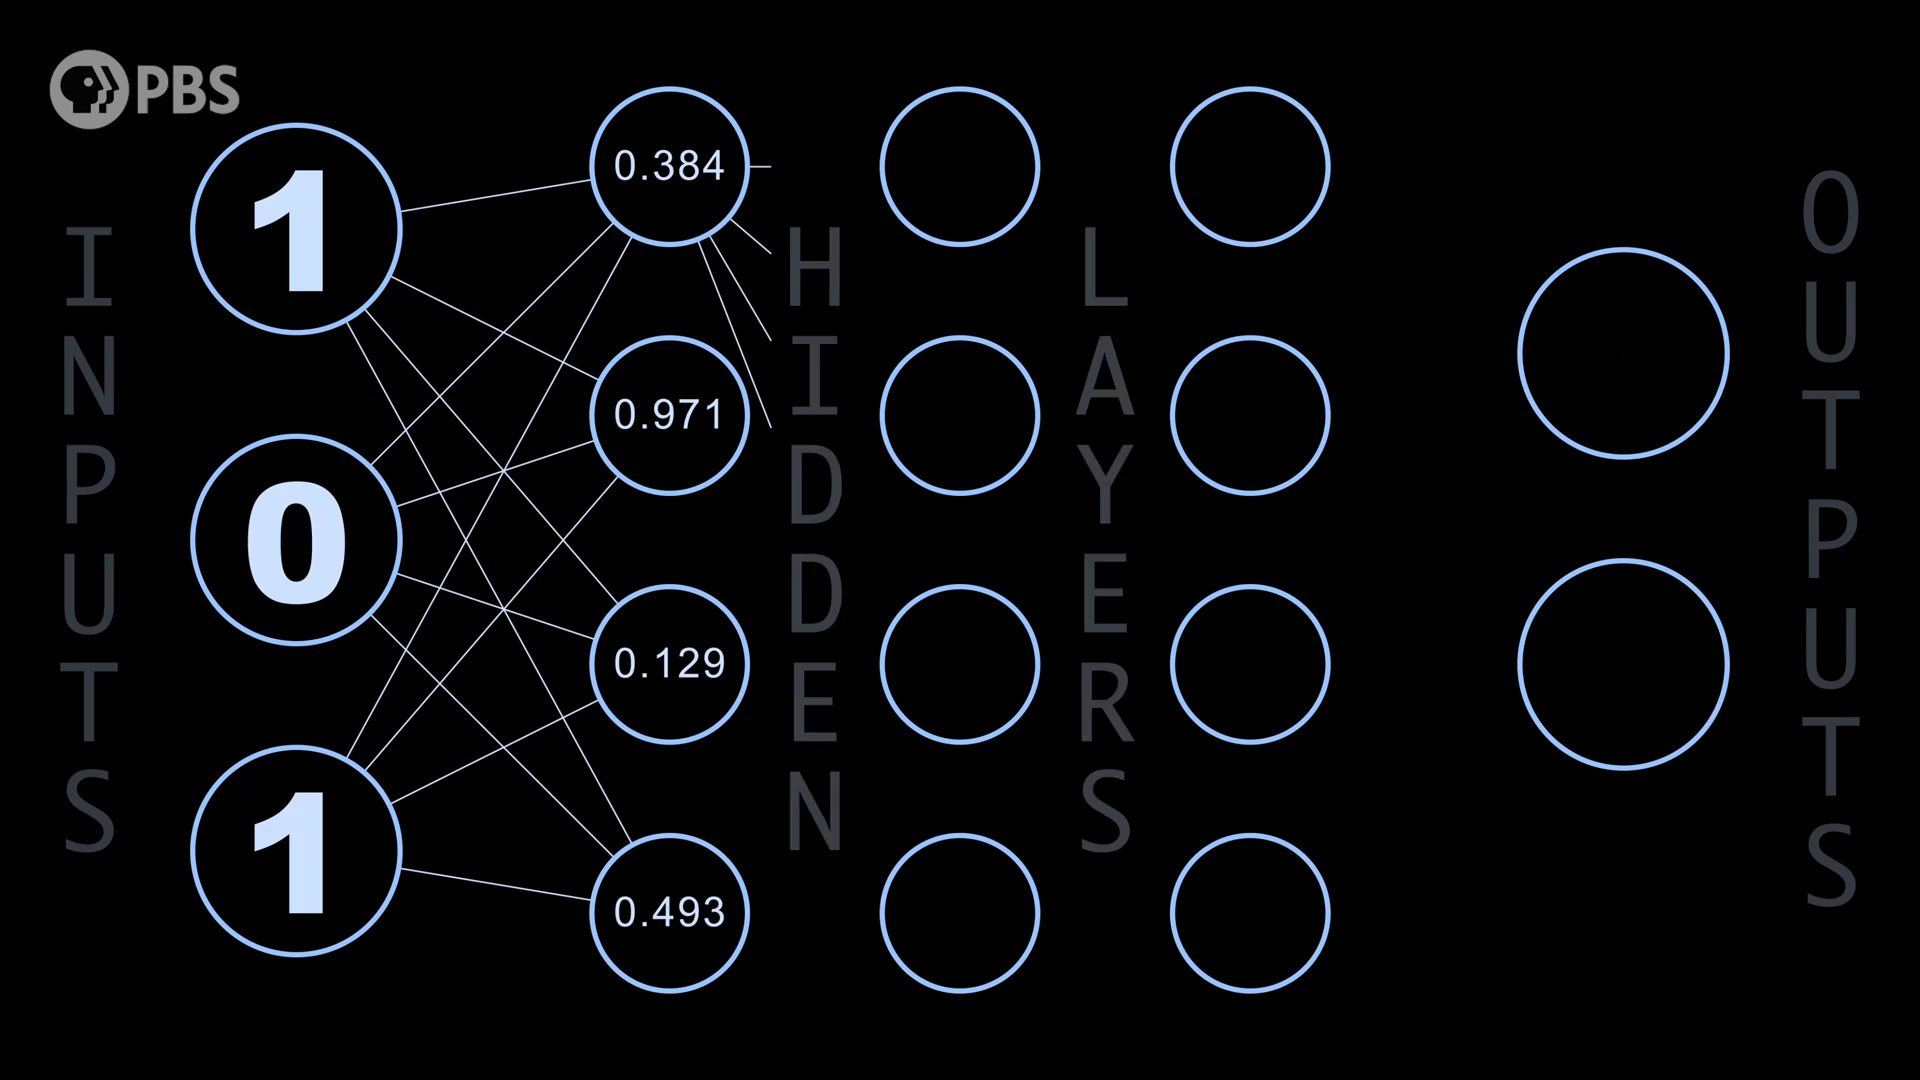 PBS
INPUTS
1
0
1
0.384
0.971
0.129
0.493
HIDDEN
LAYERS
OUTPUTS